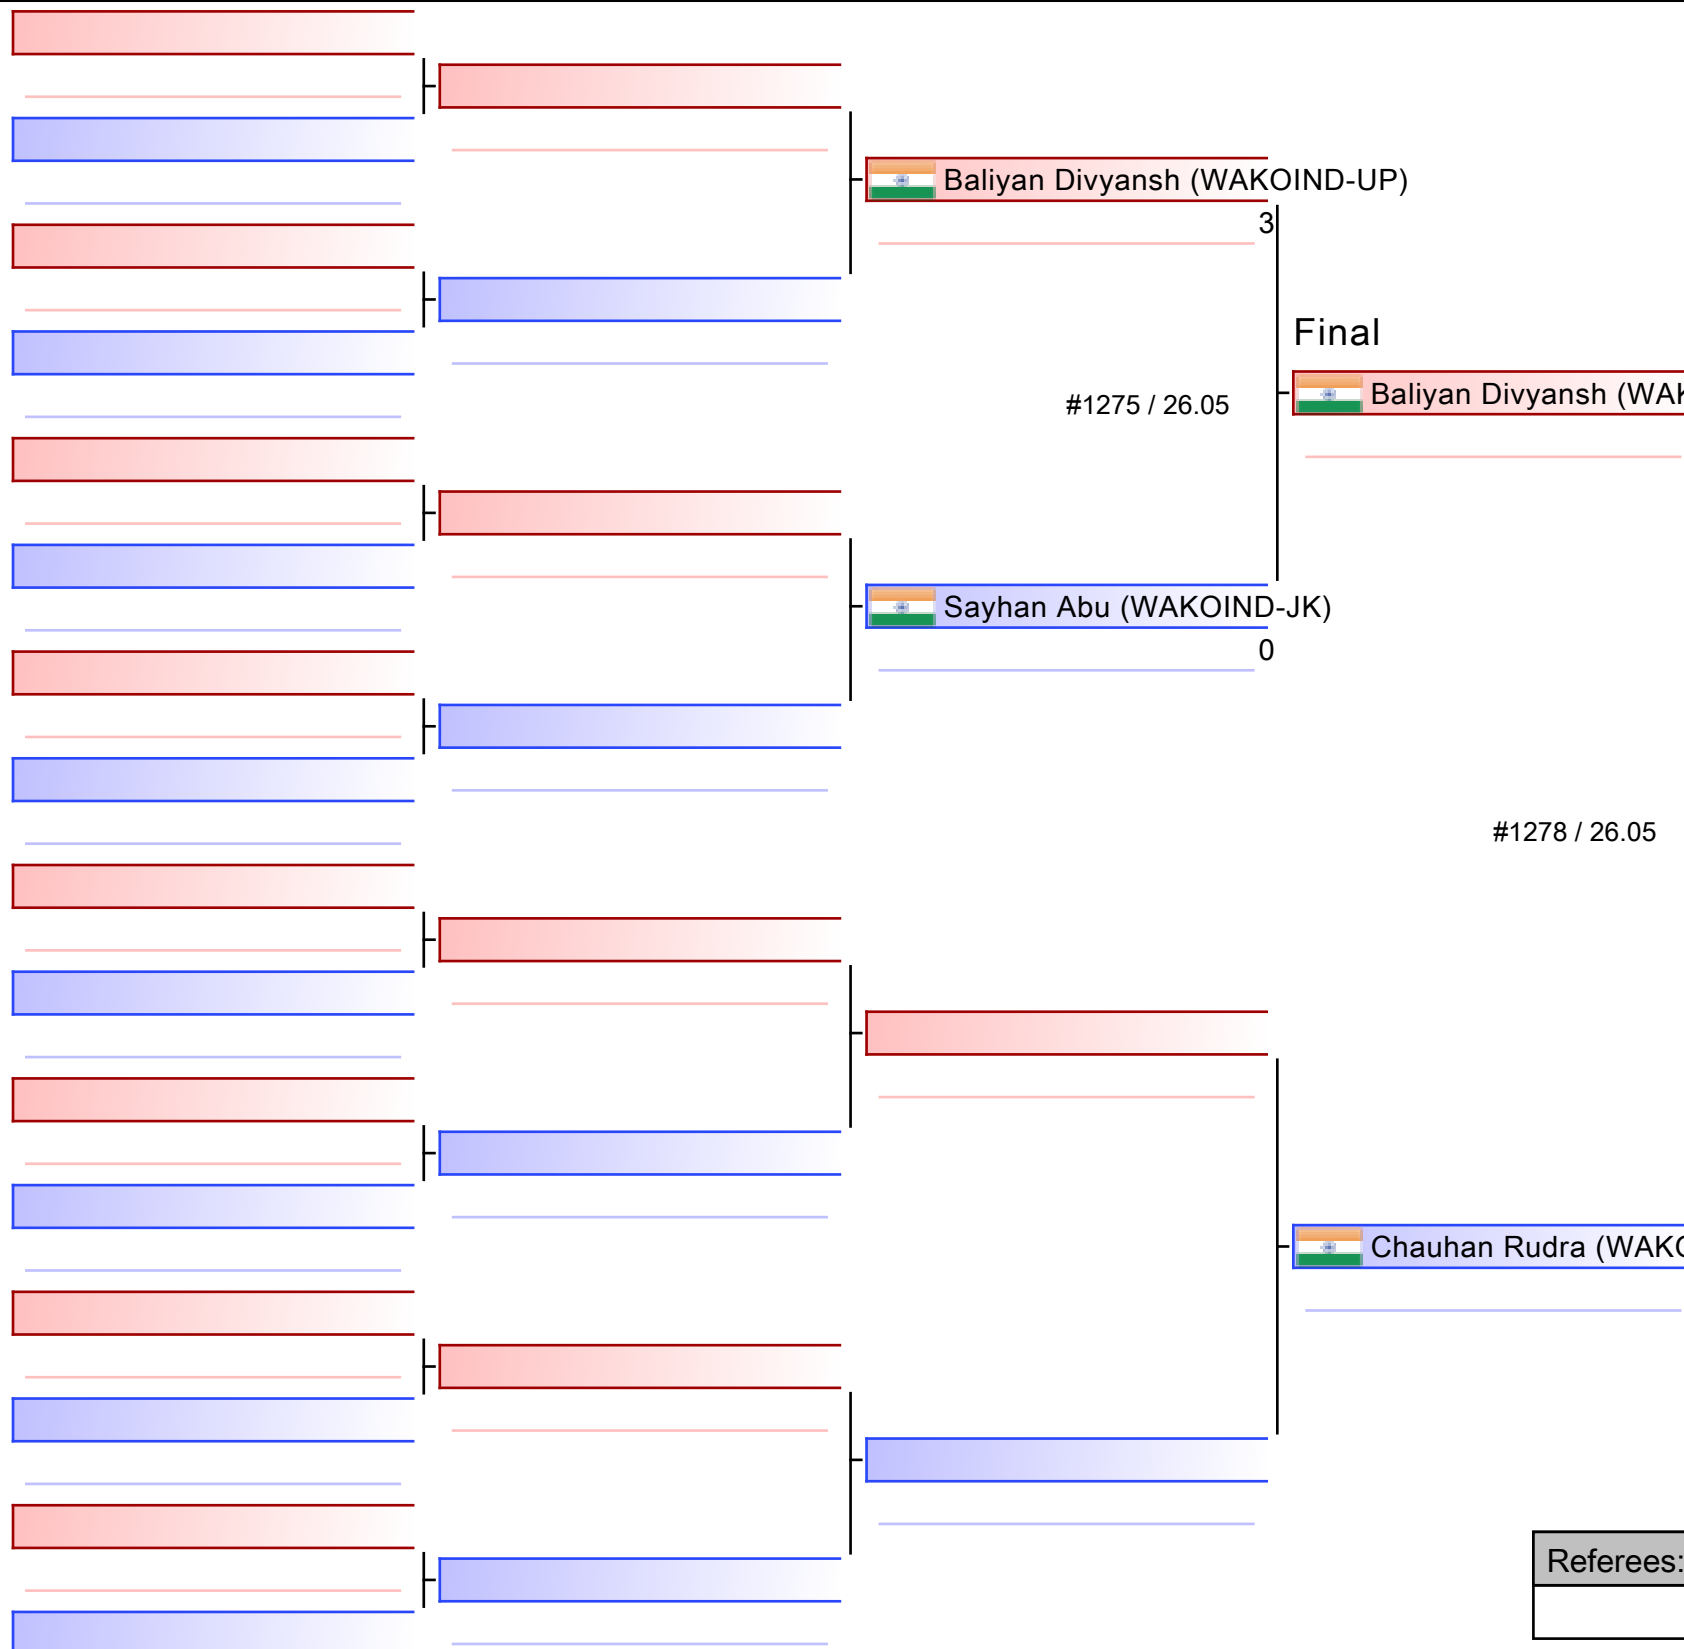 Baliyan Divyansh (WAKOIND-UP)
3
Final
Baliyan Divyansh (WAK
#1275 / 26.05
Sayhan Abu (WAKOIND-JK)
0
#1278 / 26.05
Chauhan Rudra (WAKO
Referees: